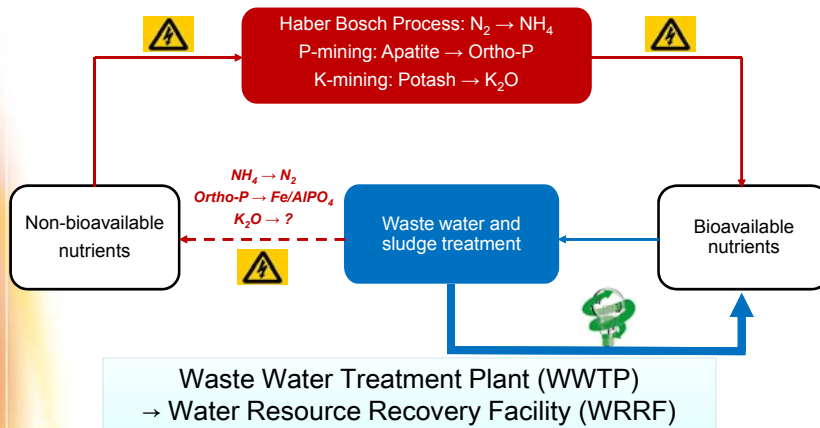 Haber Bosch Process: N₂ → NH₄
P-mining: Apatite → Ortho-P
K-mining: Potash → K₂O
NH₄ → N₂
Ortho-P → Fe/AlPO₄
K₂O → ?
Non-bioavailable
nutrients
Waste water and
sludge treatment
Bioavailable
nutrients
Waste Water Treatment Plant (WWTP)
→ Water Resource Recovery Facility (WRRF)